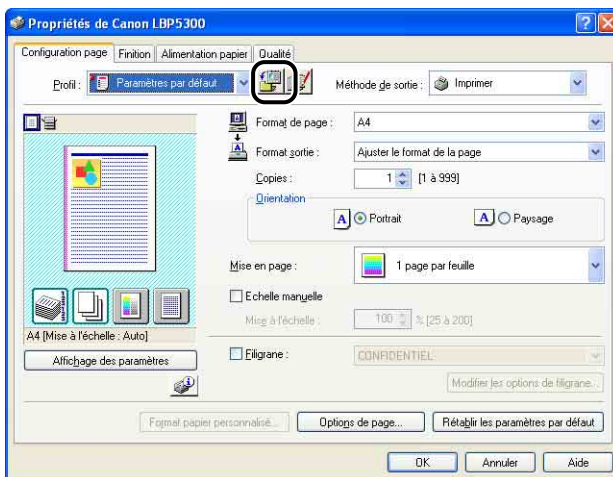 Propriétés de Canon LBP5300
Configuration page Finition Alimentation papier Qualité
Profil : Paramètres par défaut Méthode de sortie : Imprimer
Format de page : A4
Format sortie : Ajuster le format de la page
Copies : 1 [1 à 999]
Orientation
A Portrait A Paysage
Mise en page : 1 page par feuille
Echelle manuelle
Mise à l'échelle : 100 % [25 à 200]
A4 [Mise à l'échelle : Auto]
Affichage des paramètres
Filigrane : CONFIDENTIEL
Modifier les options de filigrane...
Format papier personnalisé... Options de page... Rétablir les paramètres par défaut
OK Annuler Aide